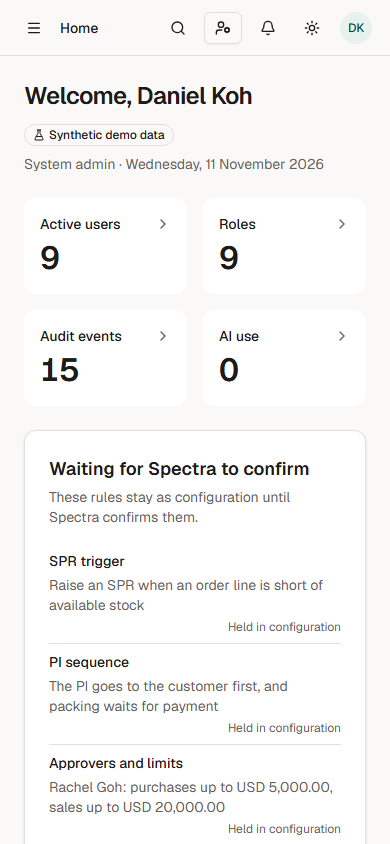 Home
DK
Welcome, Daniel Koh
Synthetic demo data
System admin · Wednesday, 11 November 2026
Active users
9
Roles
9
Audit events
15
AI use
0
Waiting for Spectra to confirm
These rules stay as configuration until
Spectra confirms them.
SPR trigger
Raise an SPR when an order line is short of
available stock
Held in configuration
PI sequence
The PI goes to the customer first, and
packing waits for payment
Held in configuration
Approvers and limits
Rachel Goh: purchases up to USD 5,000.00,
sales up to USD 20,000.00
Held in configuration